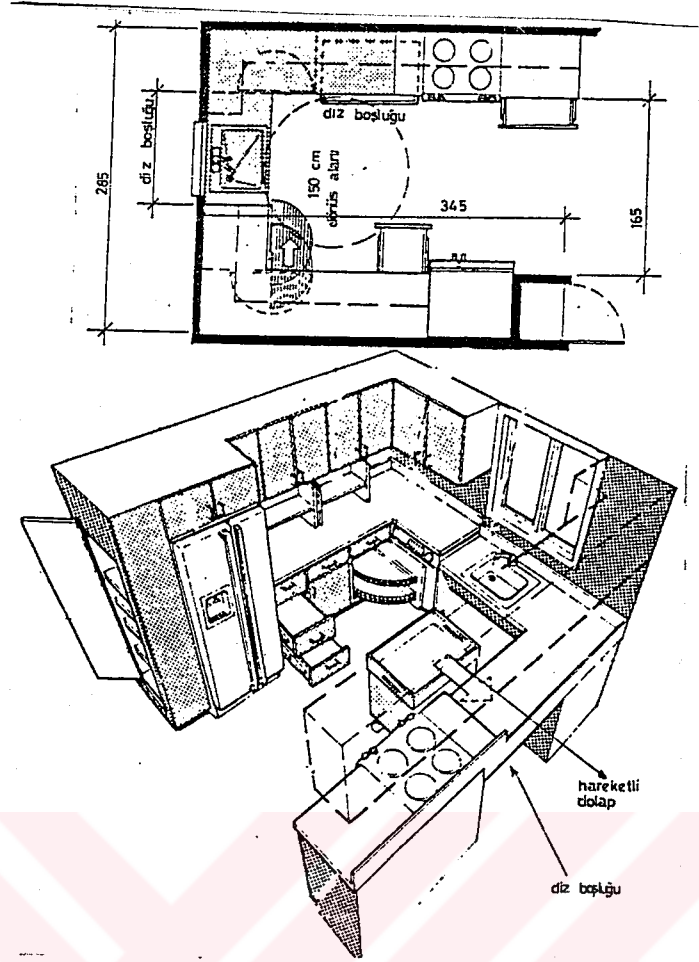 diz boşluğu
285
diz boşluğu
150 cm
dönüş alanı
345
165
hareketli
dolap
diz boşluğu